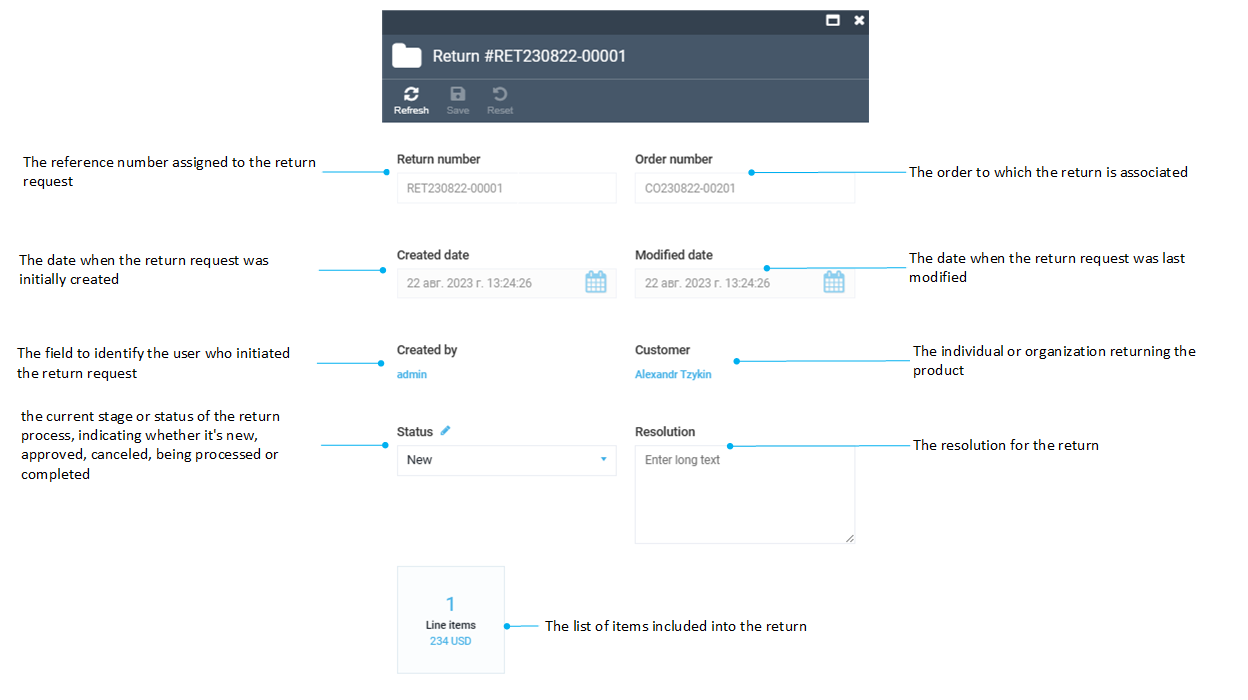 Return #RET230822-00001
Refresh Save Reset
The reference number assigned to the return
request
Return number
RET230822-00001
Order number
CO230822-00201
The order to which the return is associated
The date when the return request was
initially created
Created date
22 авг. 2023 г. 13:24:26
Modified date
22 авг. 2023 г. 13:24:26
The date when the return request was last
modified
The field to identify the user who initiated
the return request
Created by
admin
Customer
Alexandr Tzykin
The individual or organization returning the
product
the current stage or status of the return
process, indicating whether it's new,
approved, canceled, being processed or
completed
Status
New
Resolution
Enter long text
The resolution for the return
1
Line items
234 USD
The list of items included into the return